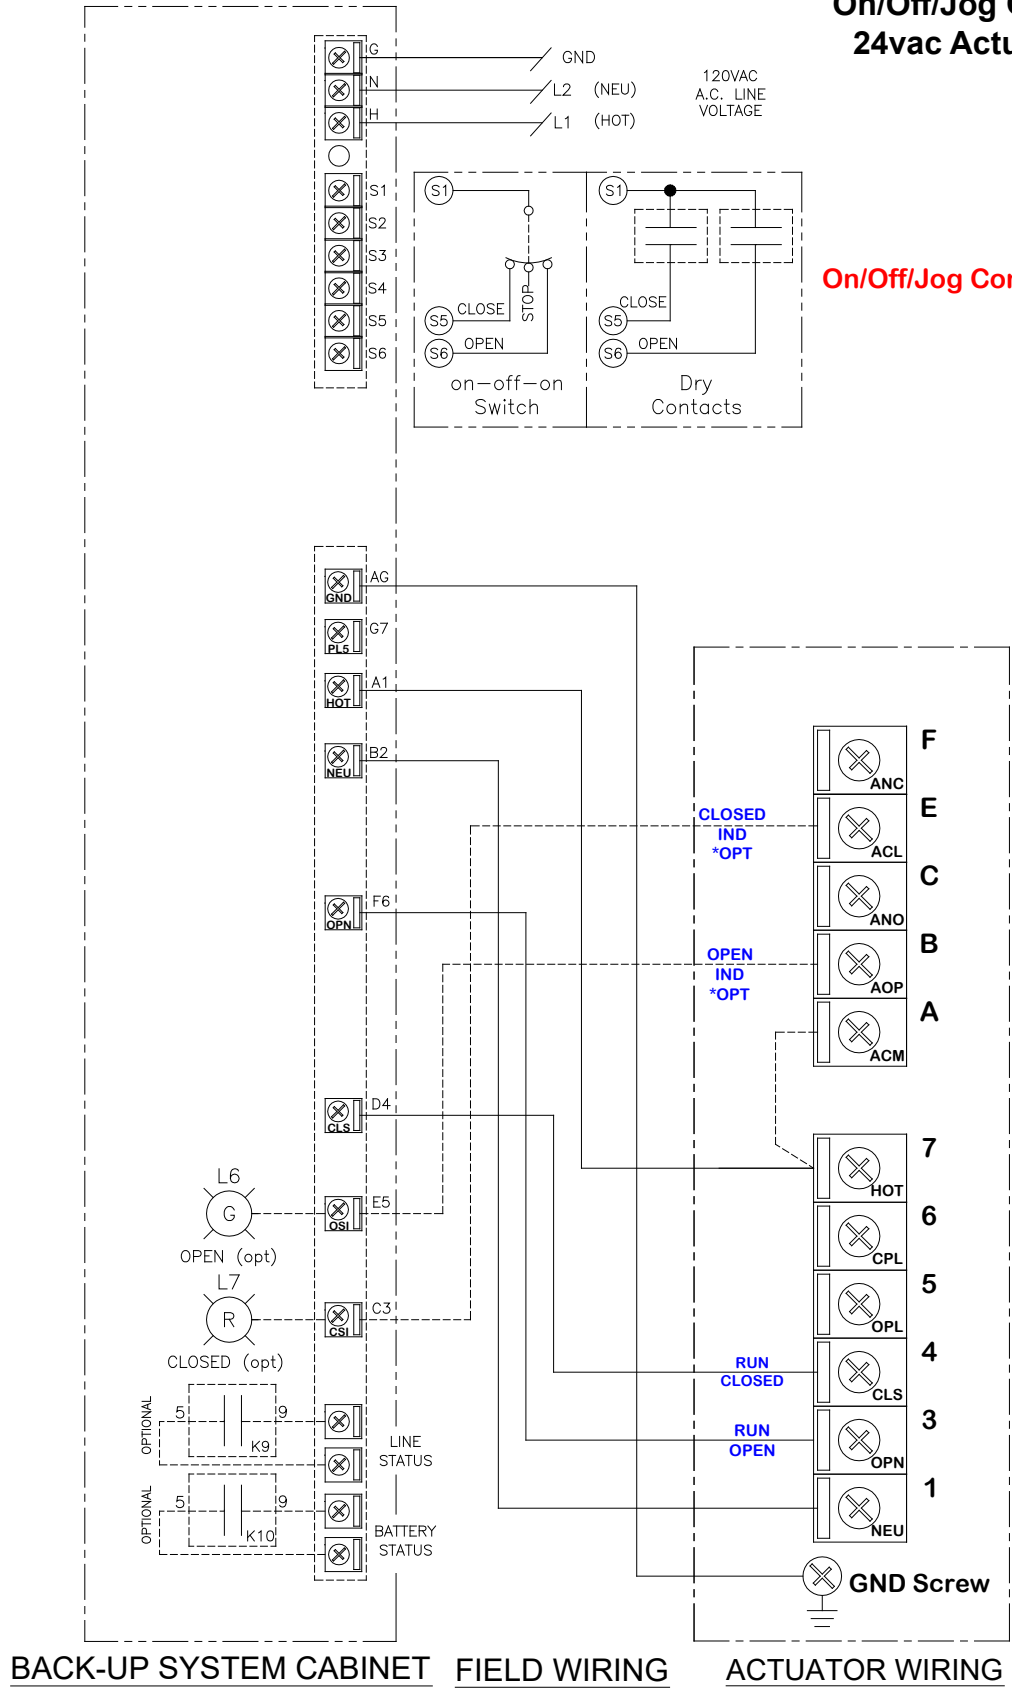 On/Off/Jog
24vac Actu
G
GND
N
L2 (NEU)
H
L1 (HOT)
120VAC
A.C. LINE
VOLTAGE
S1
S2
S3
S4
S5
S6
S1
CLOSE
STOP
S5
OPEN
S6
on-off-on
Switch
S1
CLOSE
S5
OPEN
S6
Dry
Contacts
On/Off/Jog Con
AG
GND
G7
PL5
A1
HOT
B2
NEU
F6
OPN
D4
CLS
E5
OSI
C3
CSI
L6
G
OPEN (opt)
L7
R
CLOSED (opt)
OPTIONAL
5
9
K9
LINE
STATUS
OPTIONAL
5
9
K10
BATTERY
STATUS
CLOSED
IND
*OPT
OPEN
IND
*OPT
RUN
CLOSED
RUN
OPEN
F
ANC
E
ACL
C
ANO
B
AOP
A
ACM
7
HOT
6
CPL
5
OPL
4
CLS
3
OPN
1
NEU
GND Screw
BACK-UP SYSTEM CABINET
FIELD WIRING
ACTUATOR WIRING